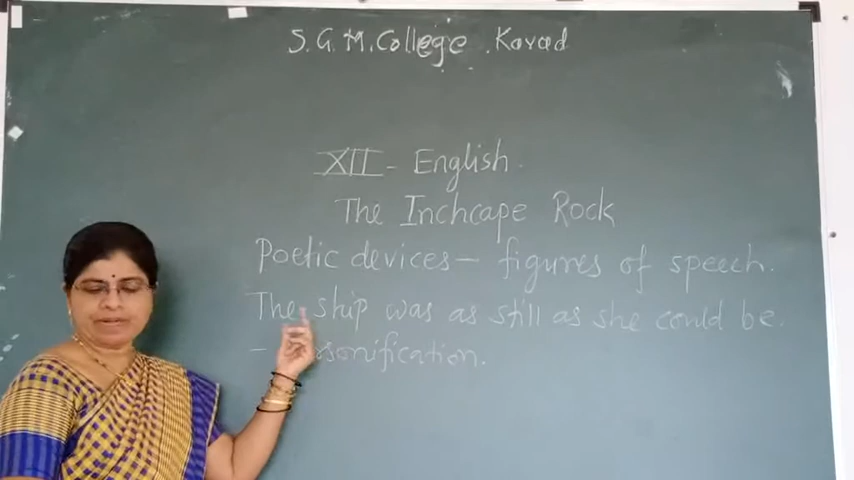 S.G.M.College .Karad
XII - English.
The Inchcape Rock
Poetic devices - figures of speech.
The ship was as still as she could be.